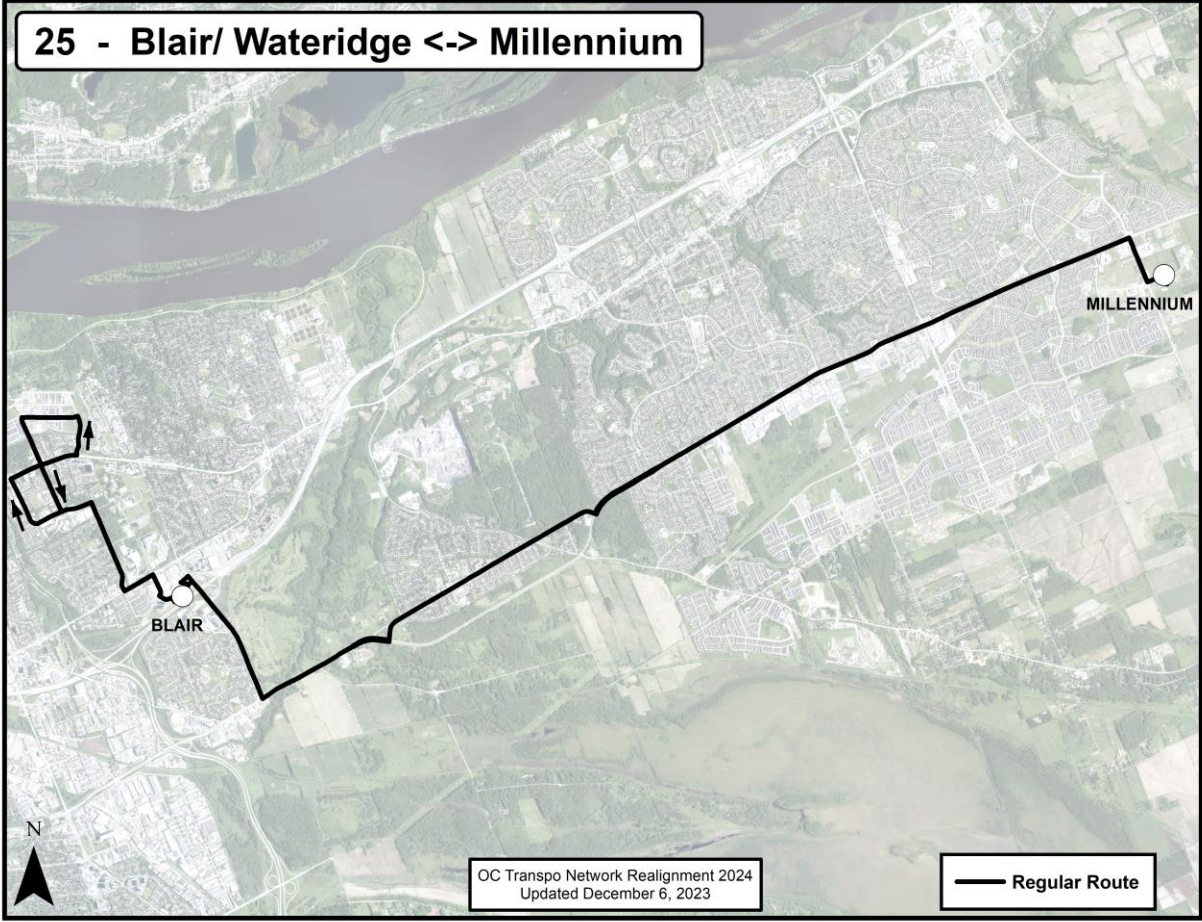 25 - Blair/ Wateridge <-> Millennium
MILLENNIUM
BLAIR
N
OC Transpo Network Realignment 2024
Updated December 6, 2023
Regular Route